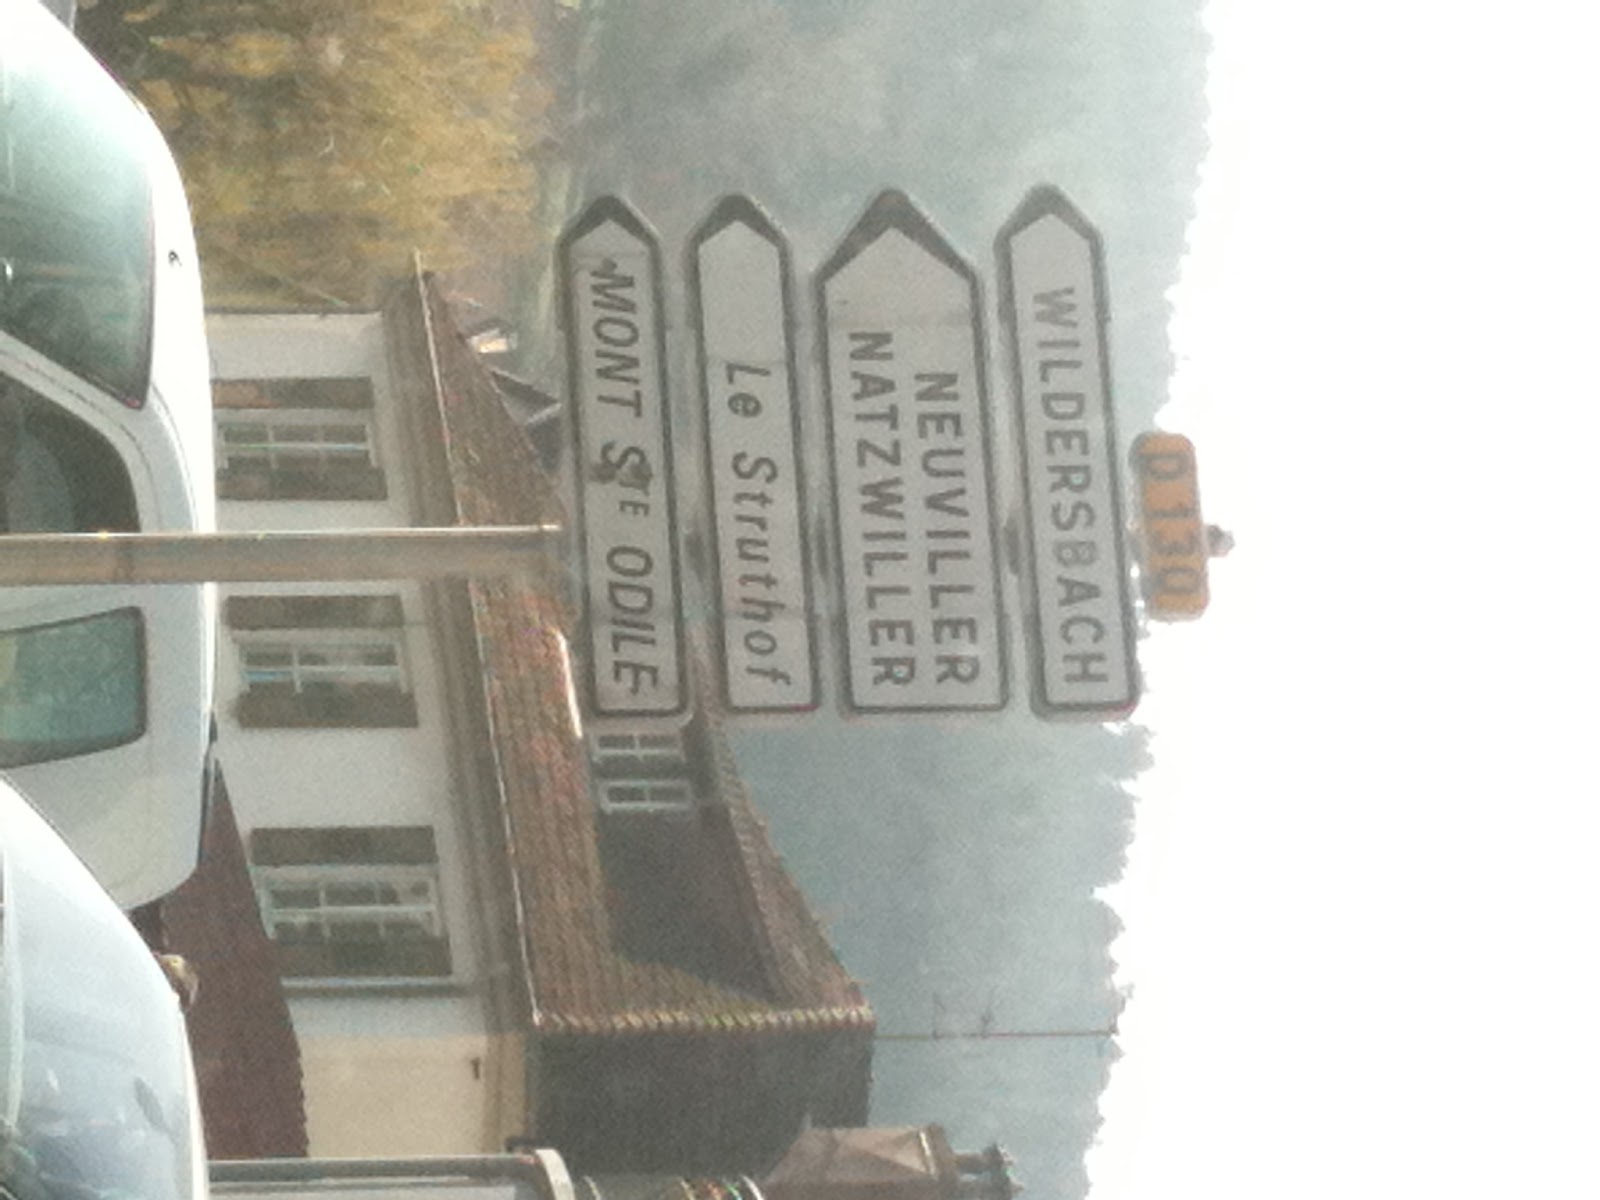 D 130
WILDERSBACH
NEUVILLER
NATZWILLER
Le Struthof
MONT STE ODILE